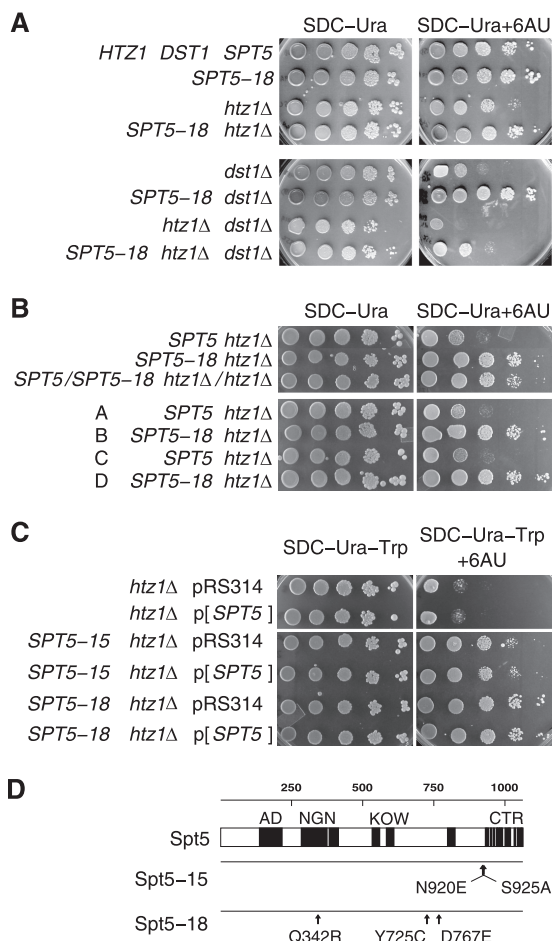 A
SDC–Ura SDC–Ura+6AU
HTZ1 DST1 SPT5
SPT5–18
htz1Δ
SPT5–18 htz1Δ
dst1Δ
SPT5–18 dst1Δ
htz1Δ dst1Δ
SPT5–18 htz1Δ dst1Δ
B
SDC–Ura SDC–Ura+6AU
SPT5 htz1Δ
SPT5–18 htz1Δ
SPT5/SPT5–18 htz1Δ/htz1Δ
A SPT5 htz1Δ
B SPT5–18 htz1Δ
C SPT5 htz1Δ
D SPT5–18 htz1Δ
C
SDC–Ura–Trp SDC–Ura–Trp
+6AU
htz1Δ pRS314
htz1Δ p[SPT5]
SPT5–15 htz1Δ pRS314
SPT5–15 htz1Δ p[SPT5]
SPT5–18 htz1Δ pRS314
SPT5–18 htz1Δ p[SPT5]
D
250 500 750 1000
AD NGN KOW CTR
Spt5
Spt5–15
N920E S925A
Spt5–18
Q342R Y725C D767E